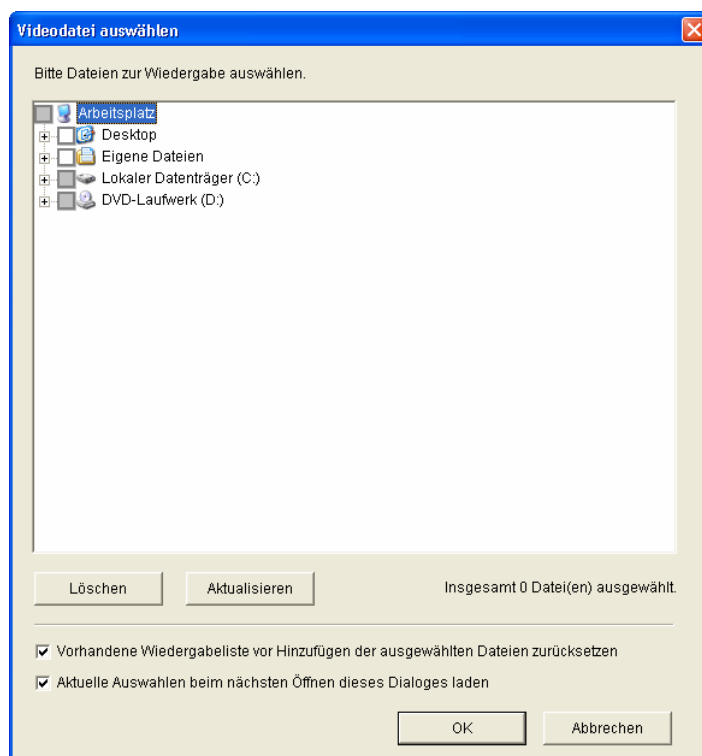 Videodatei auswählen
Bitte Dateien zur Wiedergabe auswählen.
Arbeitsplatz
Desktop
Eigene Dateien
Lokaler Datenträger (C:)
DVD-Laufwerk (D:)
Löschen Aktualisieren Insgesamt 0 Datei(en) ausgewählt.
Vorhandene Wiedergabeliste vor Hinzufügen der ausgewählten Dateien zurücksetzen
Aktuelle Auswahlen beim nächsten Öffnen dieses Dialoges laden
OK Abbrechen